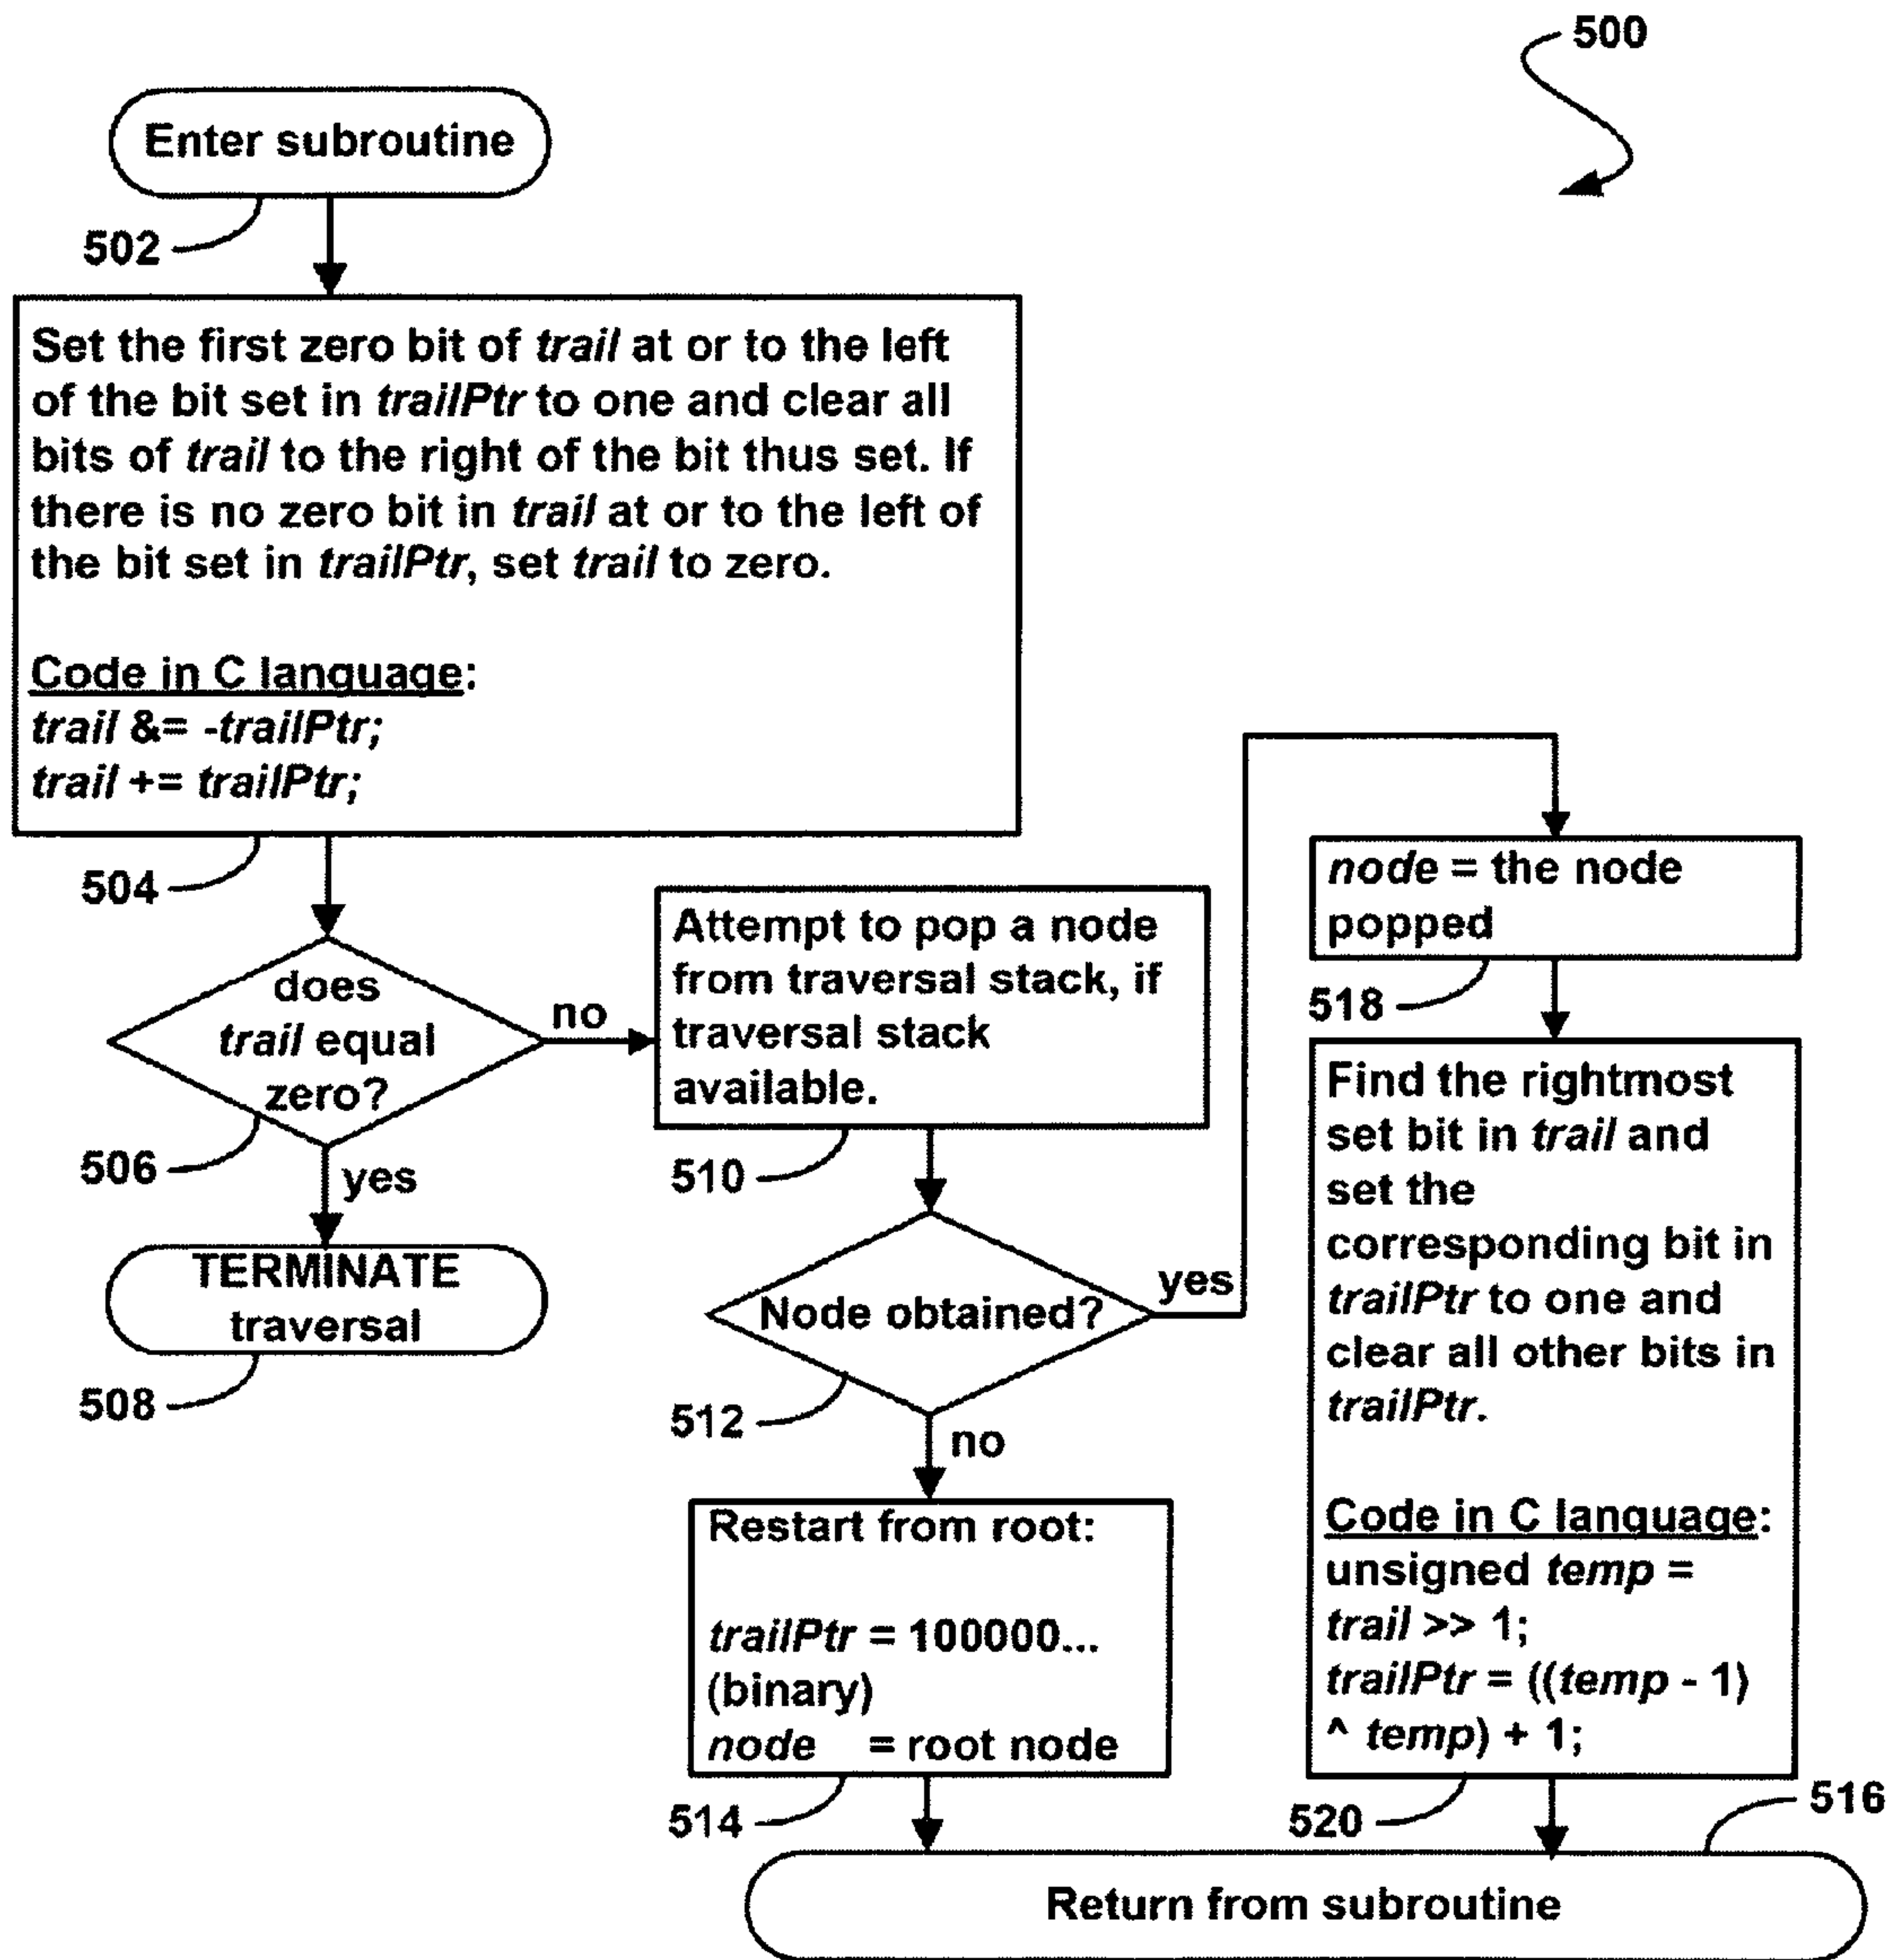 500
Enter subroutine
502
Set the first zero bit of trail at or to the left
of the bit set in trailPtr to one and clear all
bits of trail to the right of the bit thus set. If
there is no zero bit in trail at or to the left of
the bit set in trailPtr, set trail to zero.
Code in C language:
trail &= -trailPtr;
trail += trailPtr;
504
does
trail equal
zero?
506
no
yes
TERMINATE
traversal
508
Attempt to pop a node
from traversal stack, if
traversal stack
available.
510
Node obtained?
512
yes
no
Restart from root:
trailPtr = 100000...
(binary)
node = root node
514
node = the node
popped
518
Find the rightmost
set bit in trail and
set the
corresponding bit in
trailPtr to one and
clear all other bits in
trailPtr.
Code in C language:
unsigned temp =
trail >> 1;
trailPtr = ((temp - 1)
^ temp) + 1;
520
516
Return from subroutine